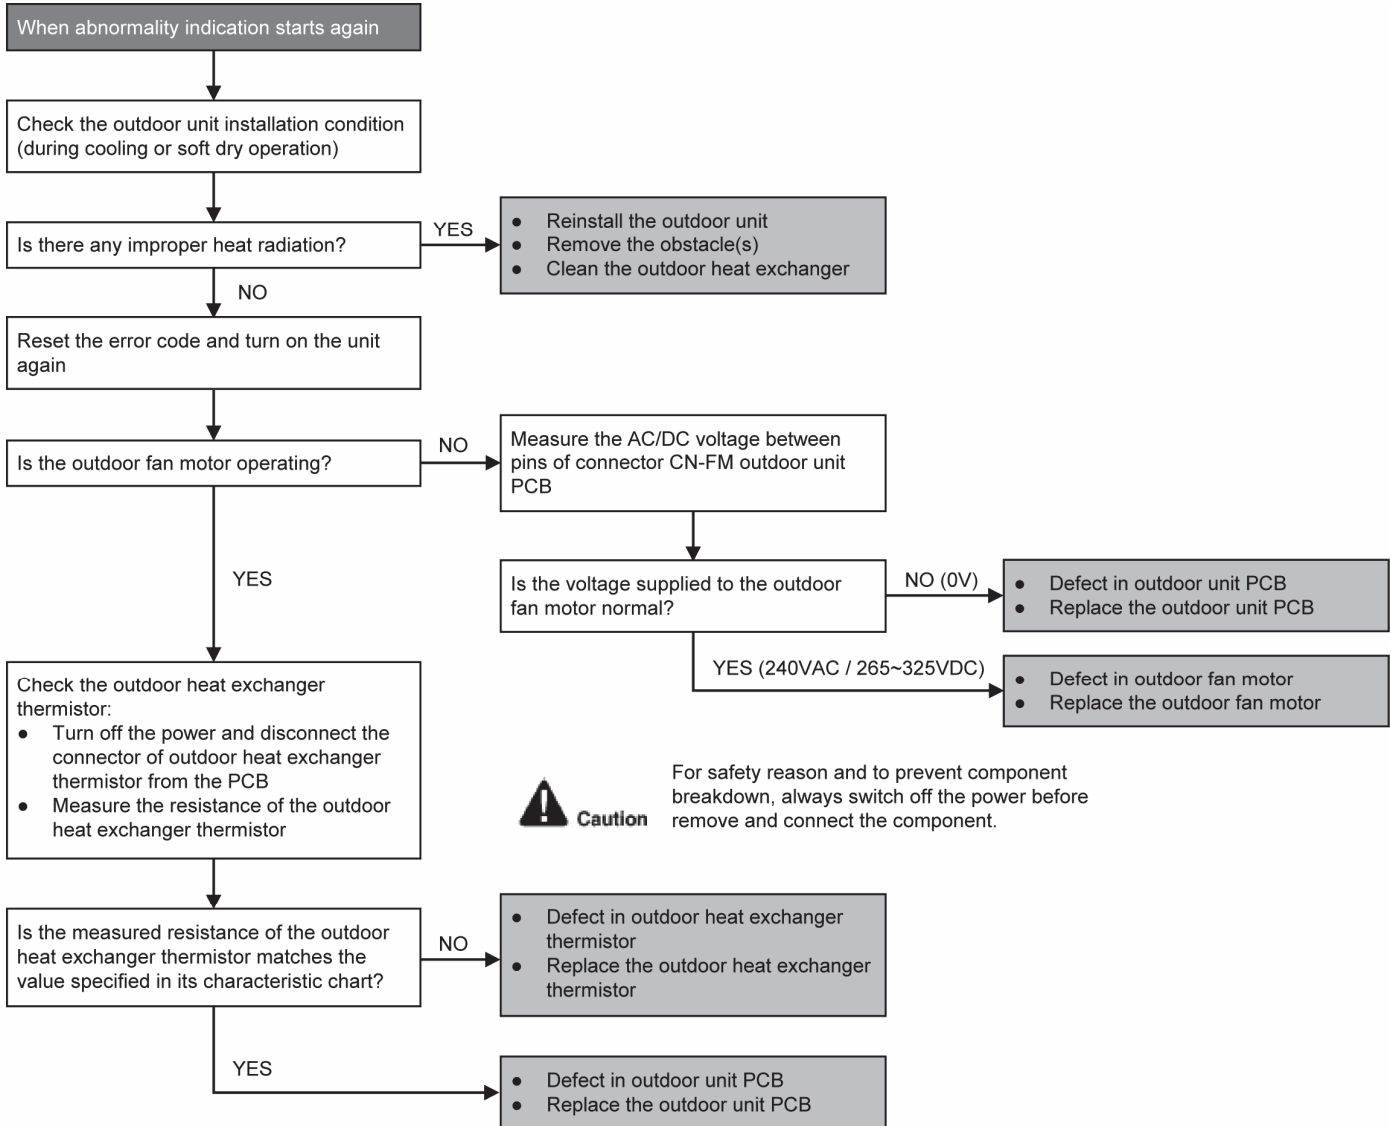 When abnormality indication starts again
Check the outdoor unit installation condition
(during cooling or soft dry operation)
Is there any improper heat radiation?
YES
● Reinstall the outdoor unit
● Remove the obstacle(s)
● Clean the outdoor heat exchanger
NO
Reset the error code and turn on the unit
again
Is the outdoor fan motor operating?
NO
Measure the AC/DC voltage between
pins of connector CN-FM outdoor unit
PCB
YES
Is the voltage supplied to the outdoor
fan motor normal?
NO (0V)
● Defect in outdoor unit PCB
● Replace the outdoor unit PCB
YES (240VAC / 265~325VDC)
● Defect in outdoor fan motor
● Replace the outdoor fan motor
Check the outdoor heat exchanger
thermistor:
● Turn off the power and disconnect the
connector of outdoor heat exchanger
thermistor from the PCB
● Measure the resistance of the outdoor
heat exchanger thermistor
Caution
For safety reason and to prevent component
breakdown, always switch off the power before
remove and connect the component.
Is the measured resistance of the outdoor
heat exchanger thermistor matches the
value specified in its characteristic chart?
NO
● Defect in outdoor heat exchanger
thermistor
● Replace the outdoor heat exchanger
thermistor
YES
● Defect in outdoor unit PCB
● Replace the outdoor unit PCB